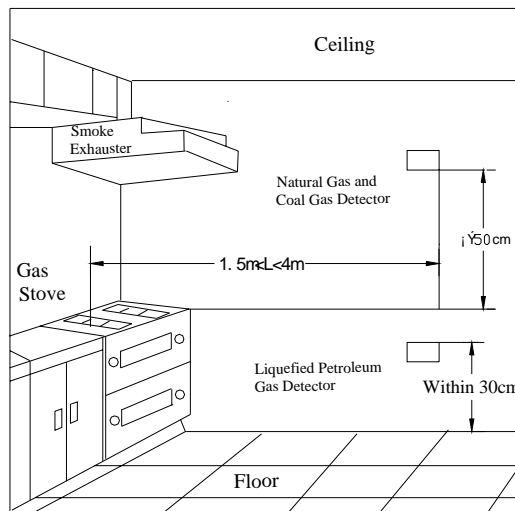 Ceiling
Smoke
Exhauster
Natural Gas and
Coal Gas Detector
¡Ý50cm
1.5m<L<4m
Gas
Stove
Liquefied Petroleum
Gas Detector
Within 30cm
Floor